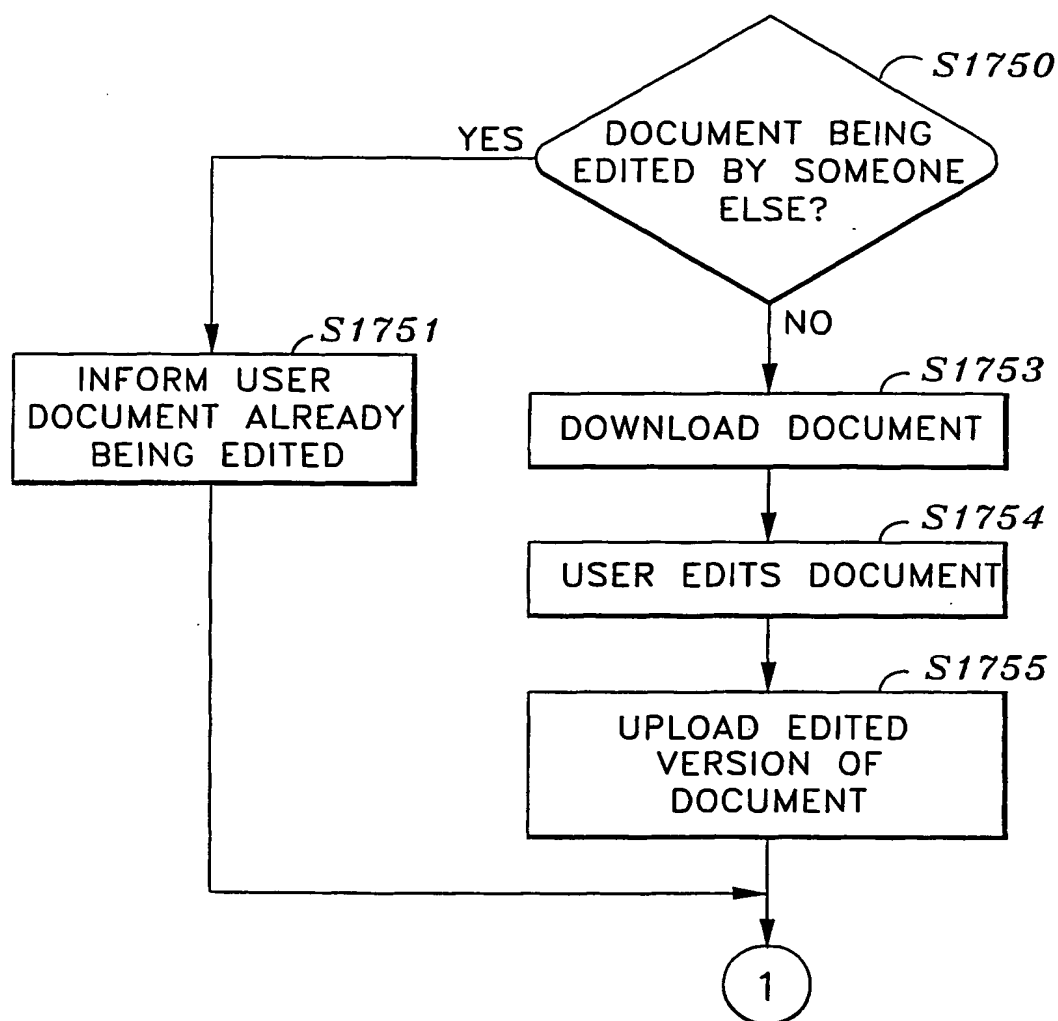 S1750
DOCUMENT BEING
EDITED BY SOMEONE
ELSE?
YES
NO
S1751
INFORM USER
DOCUMENT ALREADY
BEING EDITED
S1753
DOWNLOAD DOCUMENT
S1754
USER EDITS DOCUMENT
S1755
UPLOAD EDITED
VERSION OF
DOCUMENT
1